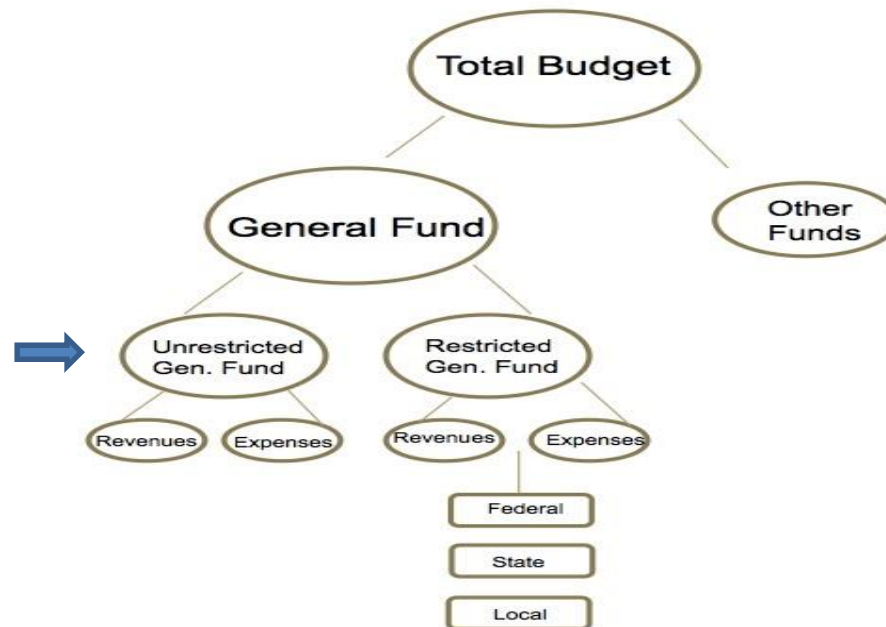 Total Budget
General Fund
Other
Funds
Unrestricted
Gen. Fund
Restricted
Gen. Fund
Revenues
Expenses
Revenues
Expenses
Federal
State
Local